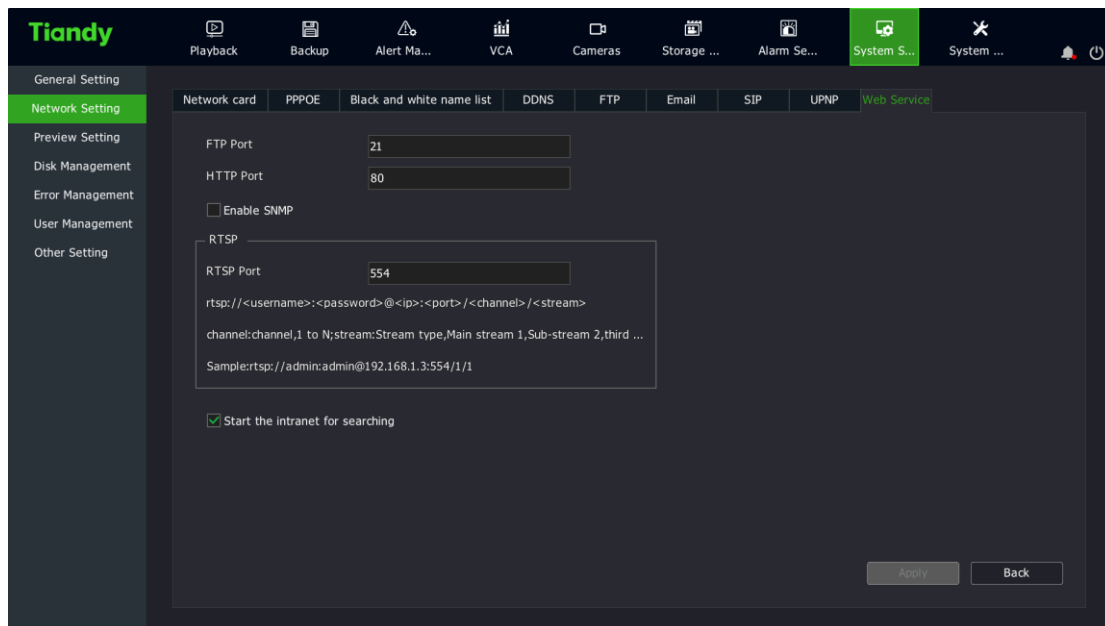 Tiandy
Playback Backup Alert Ma... VCA Cameras Storage ... Alarm Se... System S... System ...
General Setting
Network Setting
Preview Setting
Disk Management
Error Management
User Management
Other Setting
Network card PPPOE Black and white name list DDNS FTP Email SIP UPNP Web Service
FTP Port 21
HTTP Port 80
Enable SNMP
RTSP
RTSP Port 554
rtsp://<username>:<password>@<ip>:<port>/<channel>/<stream>
channel:channel,1 to N;stream:Stream type,Main stream 1,Sub-stream 2,third ...
Sample:rtsp://admin:admin@192.168.1.3:554/1/1
Start the intranet for searching
Apply Back